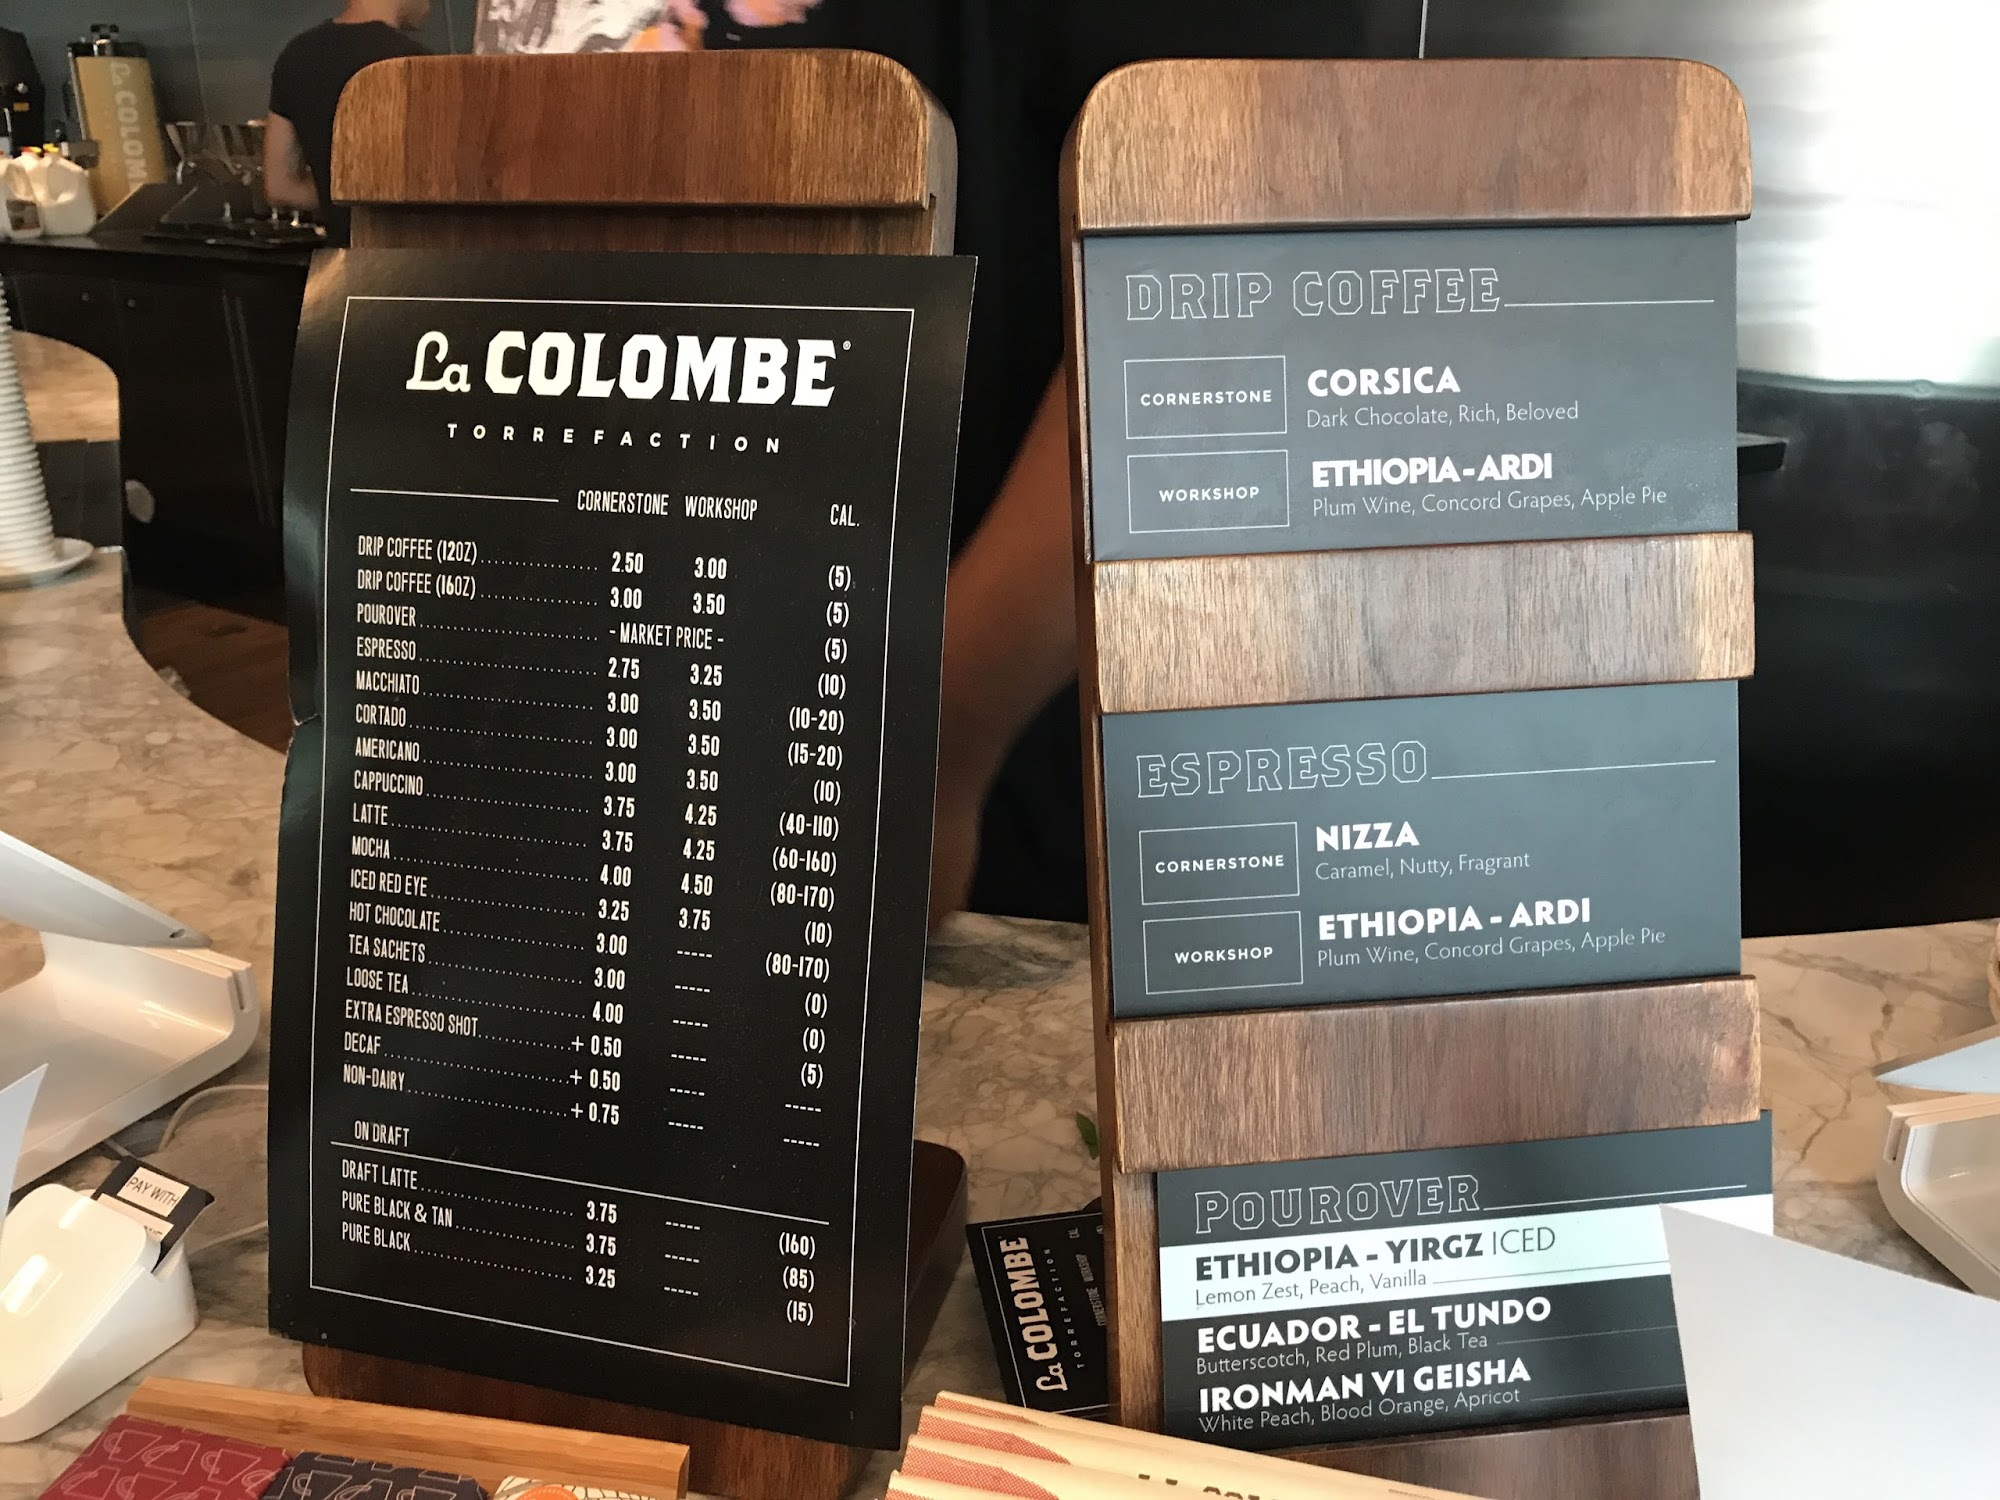 La COLOMBE®
TORREFACTION
CORNERSTONE WORKSHOP CAL.
DRIP COFFEE (12OZ) 2.50 3.00 (5)
DRIP COFFEE (16OZ) 3.00 3.50 (5)
POUROVER - MARKET PRICE - (5)
ESPRESSO 2.75 3.25 (10)
MACCHIATO 3.00 3.50 (10-20)
CORTADO 3.00 3.50 (15-20)
AMERICANO 3.00 3.50 (10)
CAPPUCCINO 3.75 4.25 (40-110)
LATTE 3.75 4.25 (60-160)
MOCHA 4.00 4.50 (80-170)
ICED RED EYE 3.25 3.75 (10)
HOT CHOCOLATE 3.00 ----- (80-170)
TEA SACHETS 3.00 ----- (0)
LOOSE TEA 4.00 ----- (0)
EXTRA ESPRESSO SHOT + 0.50 ----- (5)
DECAF + 0.50 ----- -----
NON-DAIRY + 0.75 ----- -----
ON DRAFT
DRAFT LATTE 3.75 ----- (160)
PURE BLACK & TAN 3.75 ----- (85)
PURE BLACK 3.25 ----- (15)
DRIP COFFEE
CORNERSTONE CORSICA
Dark Chocolate, Rich, Beloved
WORKSHOP ETHIOPIA - ARDI
Plum Wine, Concord Grapes, Apple Pie
ESPRESSO
CORNERSTONE NIZZA
Caramel, Nutty, Fragrant
WORKSHOP ETHIOPIA - ARDI
Plum Wine, Concord Grapes, Apple Pie
POUROVER
ETHIOPIA - YIRGZ ICED
Lemon Zest, Peach, Vanilla
ECUADOR - EL TUNDO
Butterscotch, Red Plum, Black Tea
IRONMAN VI GEISHA
White Peach, Blood Orange, Apricot
La COLOMBE
TORREFACTION
CORNERSTONE WORKSHOP CAL.
PAY WITH
La COLOM